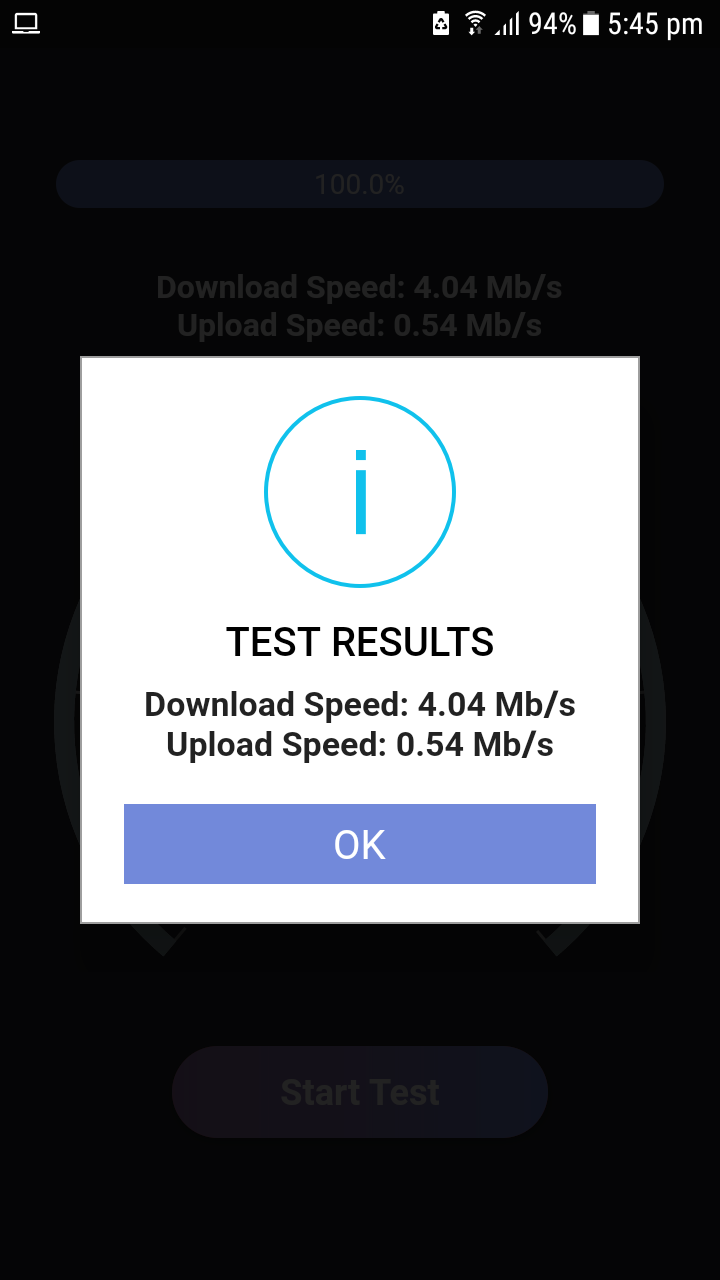 94% 5:45 pm
100.0%
Download Speed: 4.04 Mb/s
Upload Speed: 0.54 Mb/s
i
TEST RESULTS
Download Speed: 4.04 Mb/s
Upload Speed: 0.54 Mb/s
OK
Start Test